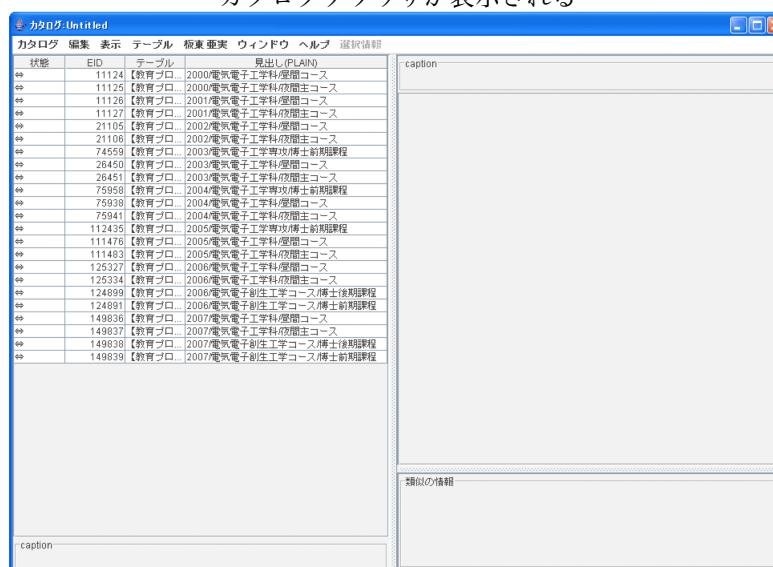 カタログブラウザが表示される
カタログ:Untitled
カタログ 編集 表示 テーブル 板東 亜実 ウィンドウ ヘルプ 選択情報
状態 EID テーブル 見出し(PLAIN)
⇔ 11124 【教育プロ... 2000/電気電子工学科/昼間コース
⇔ 11125 【教育プロ... 2000/電気電子工学科/夜間主コース
⇔ 11126 【教育プロ... 2001/電気電子工学科/昼間コース
⇔ 11127 【教育プロ... 2001/電気電子工学科/夜間主コース
⇔ 21105 【教育プロ... 2002/電気電子工学科/昼間コース
⇔ 21106 【教育プロ... 2002/電気電子工学科/夜間主コース
⇔ 74559 【教育プロ... 2003/電気電子工学専攻/博士前期課程
⇔ 26450 【教育プロ... 2003/電気電子工学科/昼間コース
⇔ 26451 【教育プロ... 2003/電気電子工学科/夜間主コース
⇔ 75958 【教育プロ... 2004/電気電子工学専攻/博士前期課程
⇔ 75938 【教育プロ... 2004/電気電子工学科/昼間コース
⇔ 75941 【教育プロ... 2004/電気電子工学科/夜間主コース
⇔ 112435 【教育プロ... 2005/電気電子工学専攻/博士前期課程
⇔ 111476 【教育プロ... 2005/電気電子工学科/昼間コース
⇔ 111483 【教育プロ... 2005/電気電子工学科/夜間主コース
⇔ 125327 【教育プロ... 2006/電気電子工学科/昼間コース
⇔ 125334 【教育プロ... 2006/電気電子工学科/夜間主コース
⇔ 124899 【教育プロ... 2006/電気電子創生工学コース/博士後期課程
⇔ 124891 【教育プロ... 2006/電気電子創生工学コース/博士前期課程
⇔ 149836 【教育プロ... 2007/電気電子工学科/昼間コース
⇔ 149837 【教育プロ... 2007/電気電子工学科/夜間主コース
⇔ 149838 【教育プロ... 2007/電気電子創生工学コース/博士後期課程
⇔ 149839 【教育プロ... 2007/電気電子創生工学コース/博士前期課程
caption
caption
類似の情報